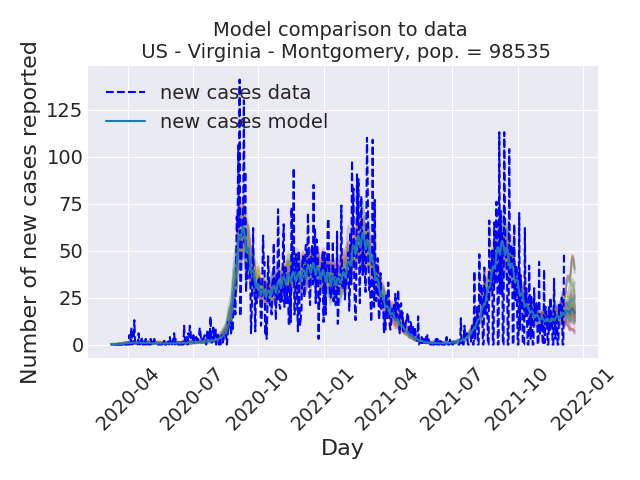 Model comparison to data
US - Virginia - Montgomery, pop. = 98535
Number of new cases reported
new cases data
new cases model
125
100
75
50
25
0
2020-04
2020-07
2020-10
2021-01
2021-04
2021-07
2021-10
2022-01
Day